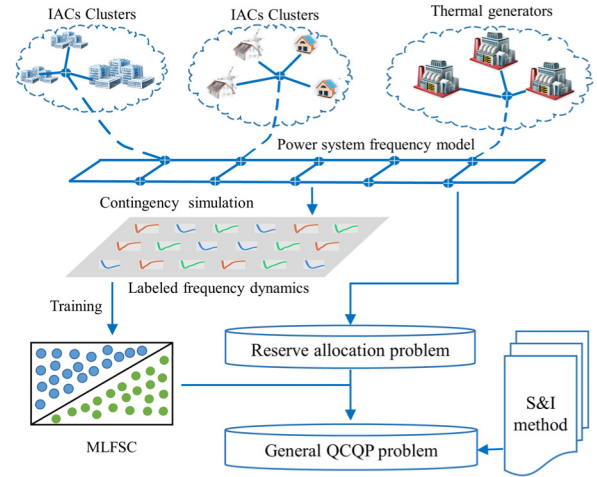 IACs Clusters
IACs Clusters
Thermal generators
Power system frequency model
Contingency simulation
Labeled frequency dynamics
Training
Reserve allocation problem
S&I
method
MLFSC
General QCQP problem